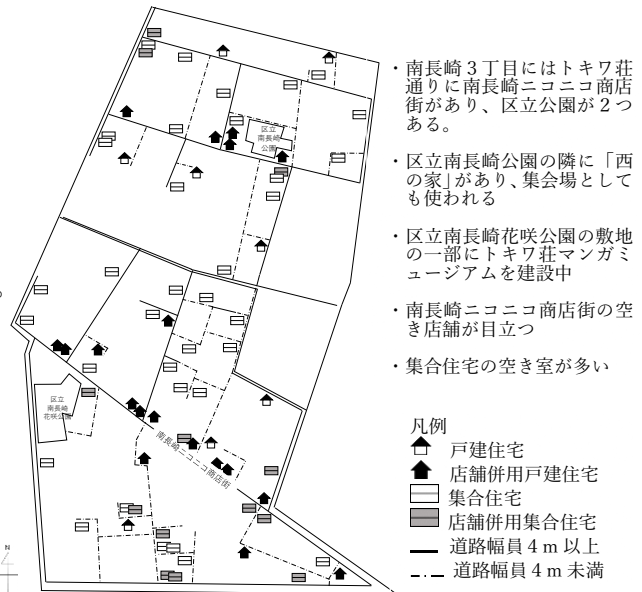 ・南長崎３丁目にはトキワ荘
通りに南長崎ニコニコ商店
街があり、区立公園が２つ
ある。
・区立南長崎公園の隣に「西
の家」があり、集会場として
も使われる
・区立南長崎花咲公園の敷地
の一部にトキワ荘マンガミ
ュージアムを建設中
・南長崎ニコニコ商店街の空
き店舗が目立つ
・集合住宅の空き室が多い
区立
南長崎
公園
区立
南長崎
花咲公園
南長崎ニコニコ商店街
凡例
戸建住宅
店舗併用戸建住宅
集合住宅
店舗併用集合住宅
道路幅員４ｍ以上
道路幅員４ｍ未満
N